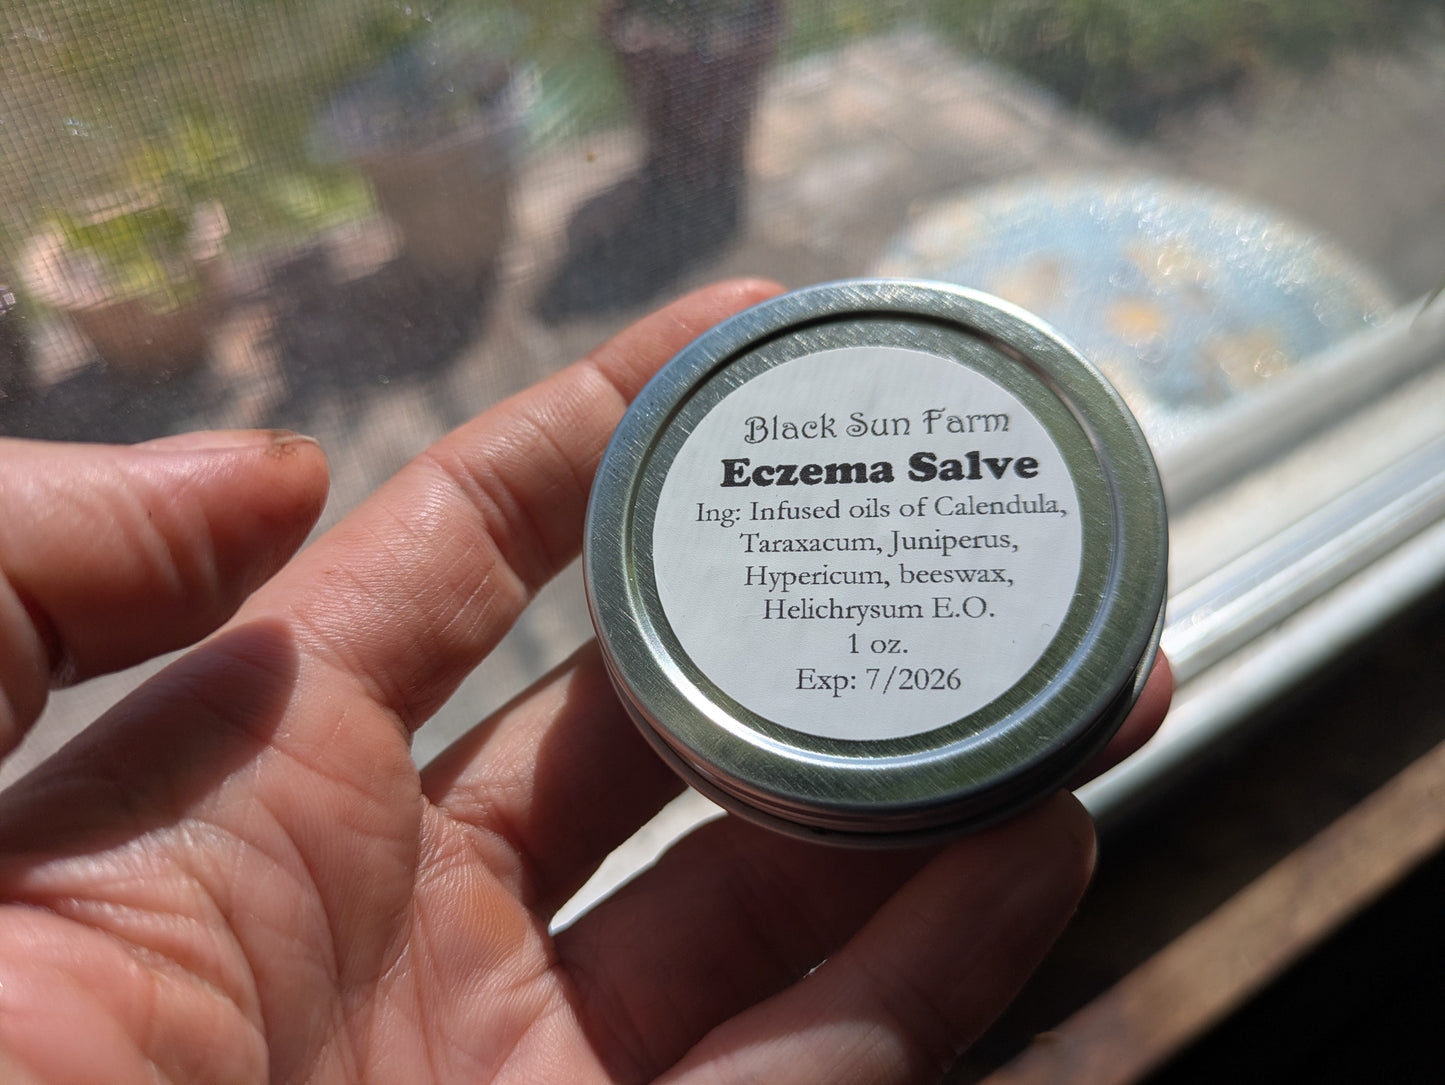 Black Sun Farm
Eczema Salve
Ing: Infused oils of Calendula,
Taraxacum, Juniperus,
Hypericum, beeswax,
Helichrysum E.O.
1 oz.
Exp: 7/2026